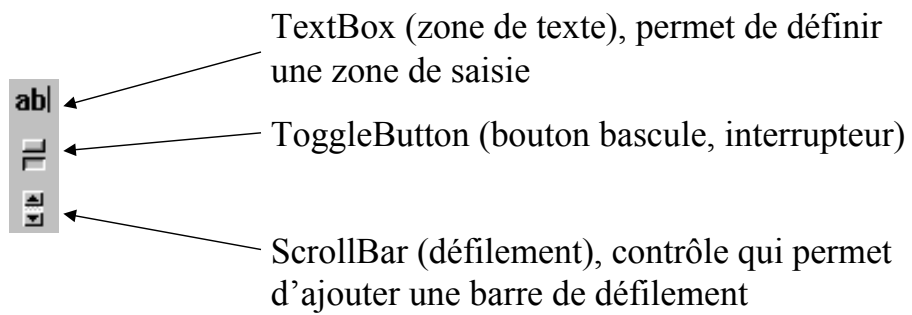 TextBox (zone de texte), permet de définir
une zone de saisie
ab|
ToggleButton (bouton bascule, interrupteur)
ScrollBar (défilement), contrôle qui permet
d’ajouter une barre de défilement